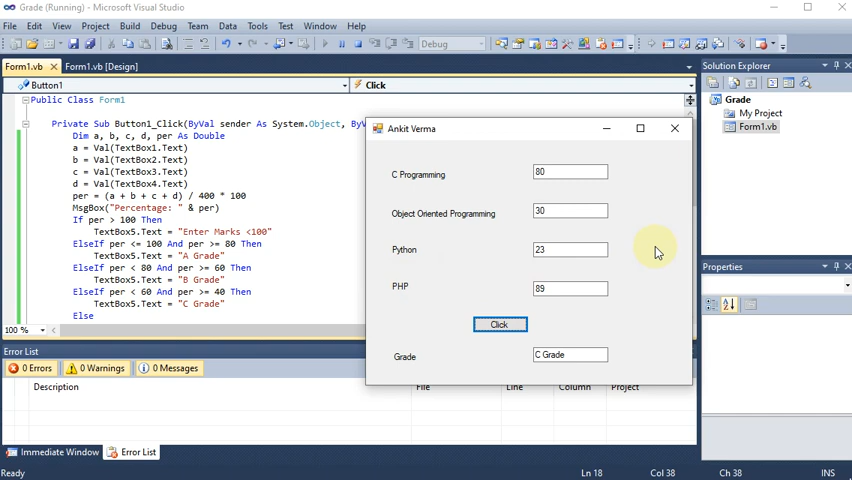 Grade (Running) - Microsoft Visual Studio
File Edit View Project Build Debug Team Data Tools Test Window Help
Debug
Form1.vb Form1.vb [Design]
Button1 Click
Public Class Form1
Private Sub Button1_Click(ByVal sender As System.Object, ByV
Dim a, b, c, d, per As Double
a = Val(TextBox1.Text)
b = Val(TextBox2.Text)
c = Val(TextBox3.Text)
d = Val(TextBox4.Text)
per = (a + b + c + d) / 400 * 100
MsgBox("Percentage: " & per)
If per > 100 Then
TextBox5.Text = "Enter Marks <100"
ElseIf per <= 100 And per >= 80 Then
TextBox5.Text = "A Grade"
ElseIf per < 80 And per >= 60 Then
TextBox5.Text = "B Grade"
ElseIf per < 60 And per >= 40 Then
TextBox5.Text = "C Grade"
Else
100 %
Ankit Verma
C Programming 80
Object Oriented Programming 30
Python 23
PHP 89
Click
Grade C Grade
Solution Explorer
Grade
My Project
Form1.vb
Properties
Error List
0 Errors 0 Warnings 0 Messages
Description File Line Column Project
Immediate Window Error List
Ready Ln 18 Col 38 Ch 38 INS